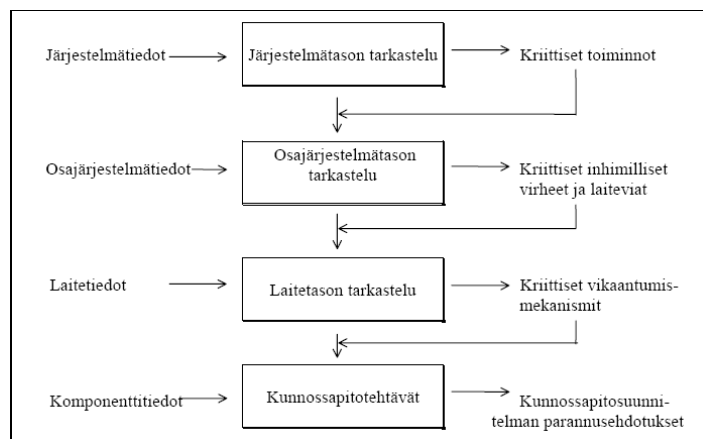 Järjestelmätiedot
Järjestelmätason tarkastelu
Kriittiset toiminnot
Osajärjestelmätiedot
Osajärjestelmätason
tarkastelu
Kriittiset inhimilliset
virheet ja laiteviat
Laitetiedot
Laitetason tarkastelu
Kriittiset vikaantumis-
mekanismit
Komponenttitiedot
Kunnossapitotehtävät
Kunnossapitosuunni-
telman parannusehdotukset